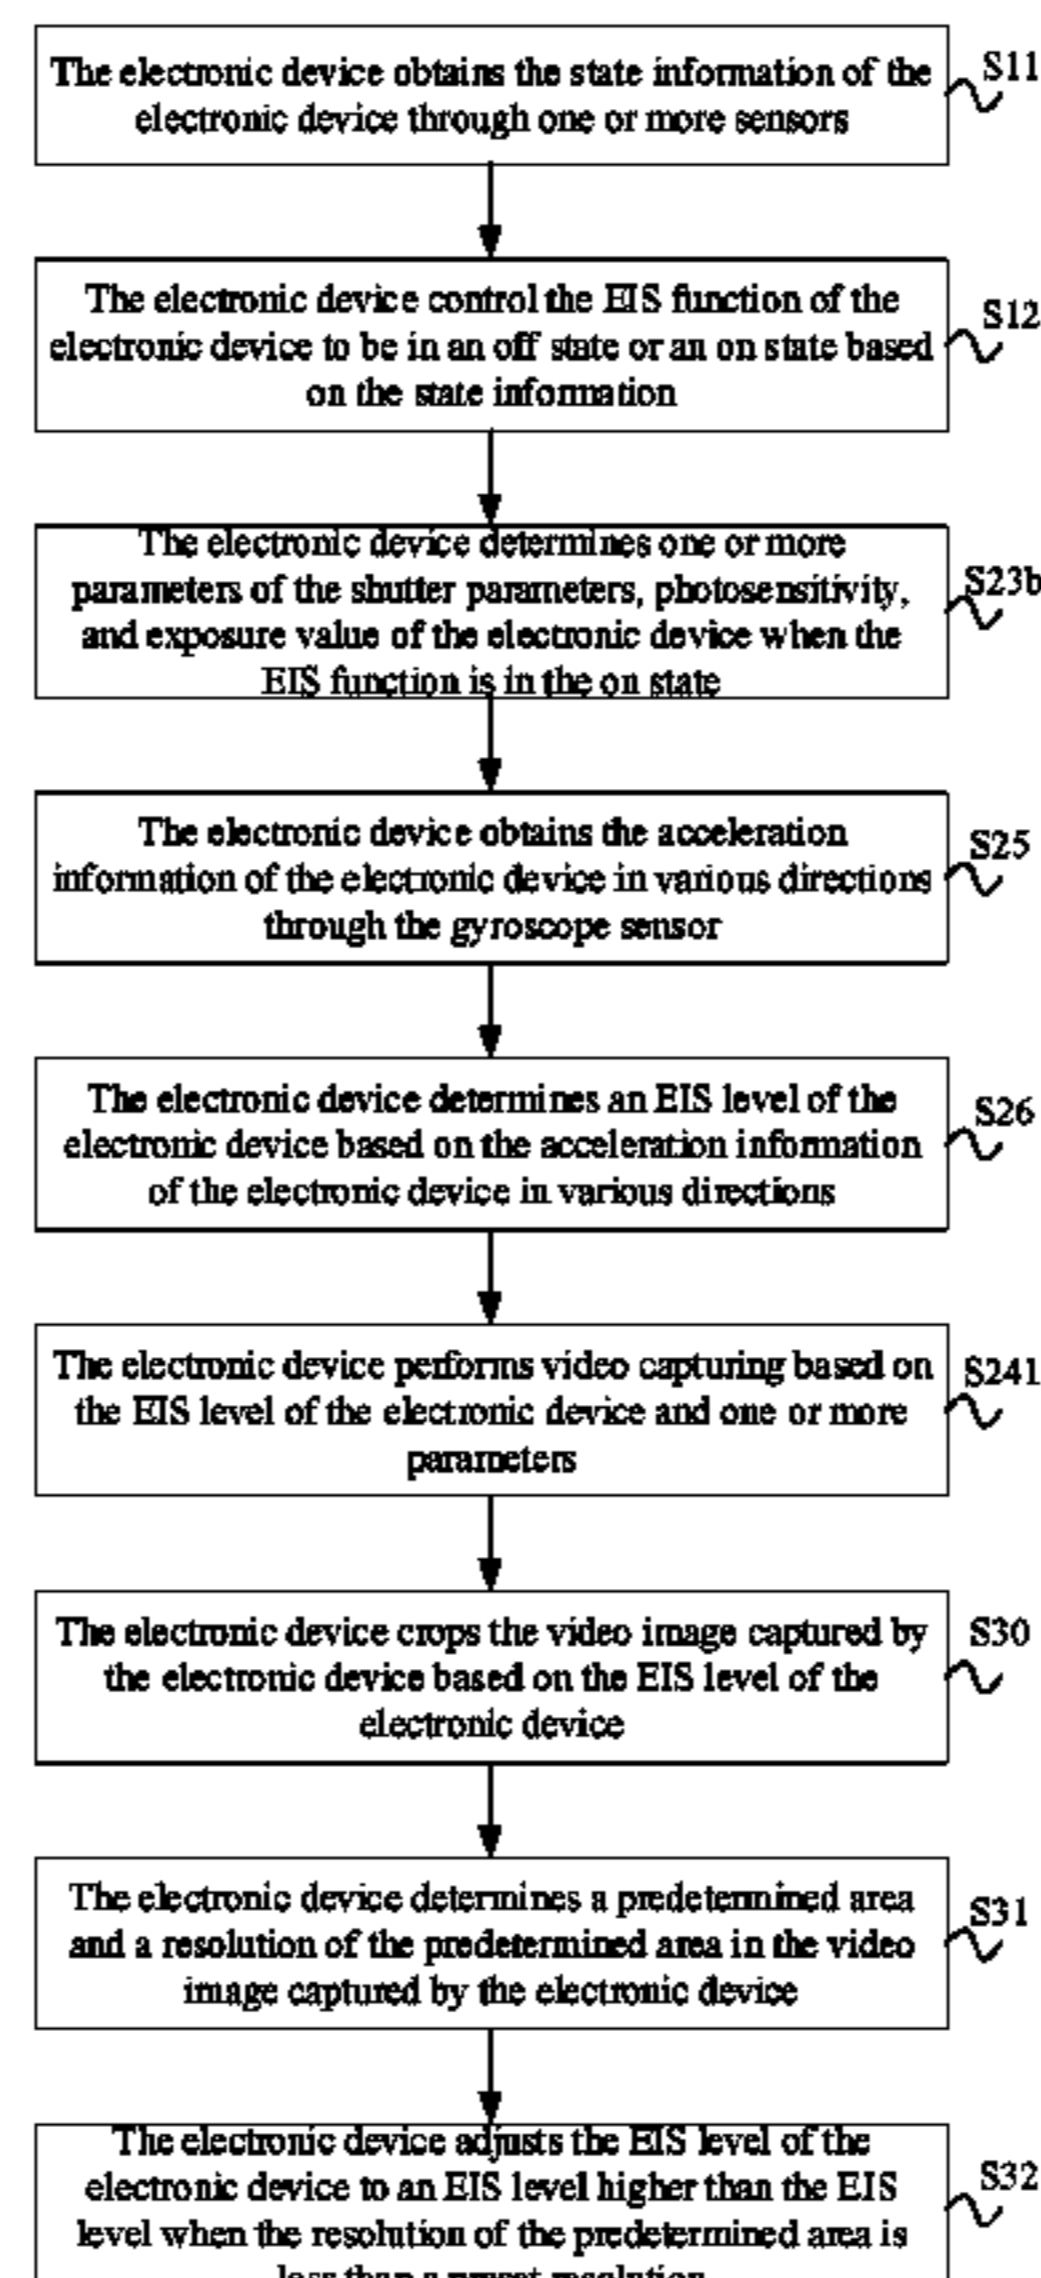 The electronic device obtains the state information of the
electronic device through one or more sensors
S11
The electronic device control the EIS function of the
electronic device to be in an off state or an on state based
on the state information
S12
The electronic device determines one or more
parameters of the shutter parameters, photosensitivity,
and exposure value of the electronic device when the
EIS function is in the on state
S23b
The electronic device obtains the acceleration
information of the electronic device in various directions
through the gyroscope sensor
S25
The electronic device determines an EIS level of the
electronic device based on the acceleration information
of the electronic device in various directions
S26
The electronic device performs video capturing based on
the EIS level of the electronic device and one or more
parameters
S241
The electronic device crops the video image captured by
the electronic device based on the EIS level of the
electronic device
S30
The electronic device determines a predetermined area
and a resolution of the predetermined area in the video
image captured by the electronic device
S31
The electronic device adjusts the EIS level of the
electronic device to an EIS level higher than the EIS
level when the resolution of the predetermined area is
less than a preset resolution
S32